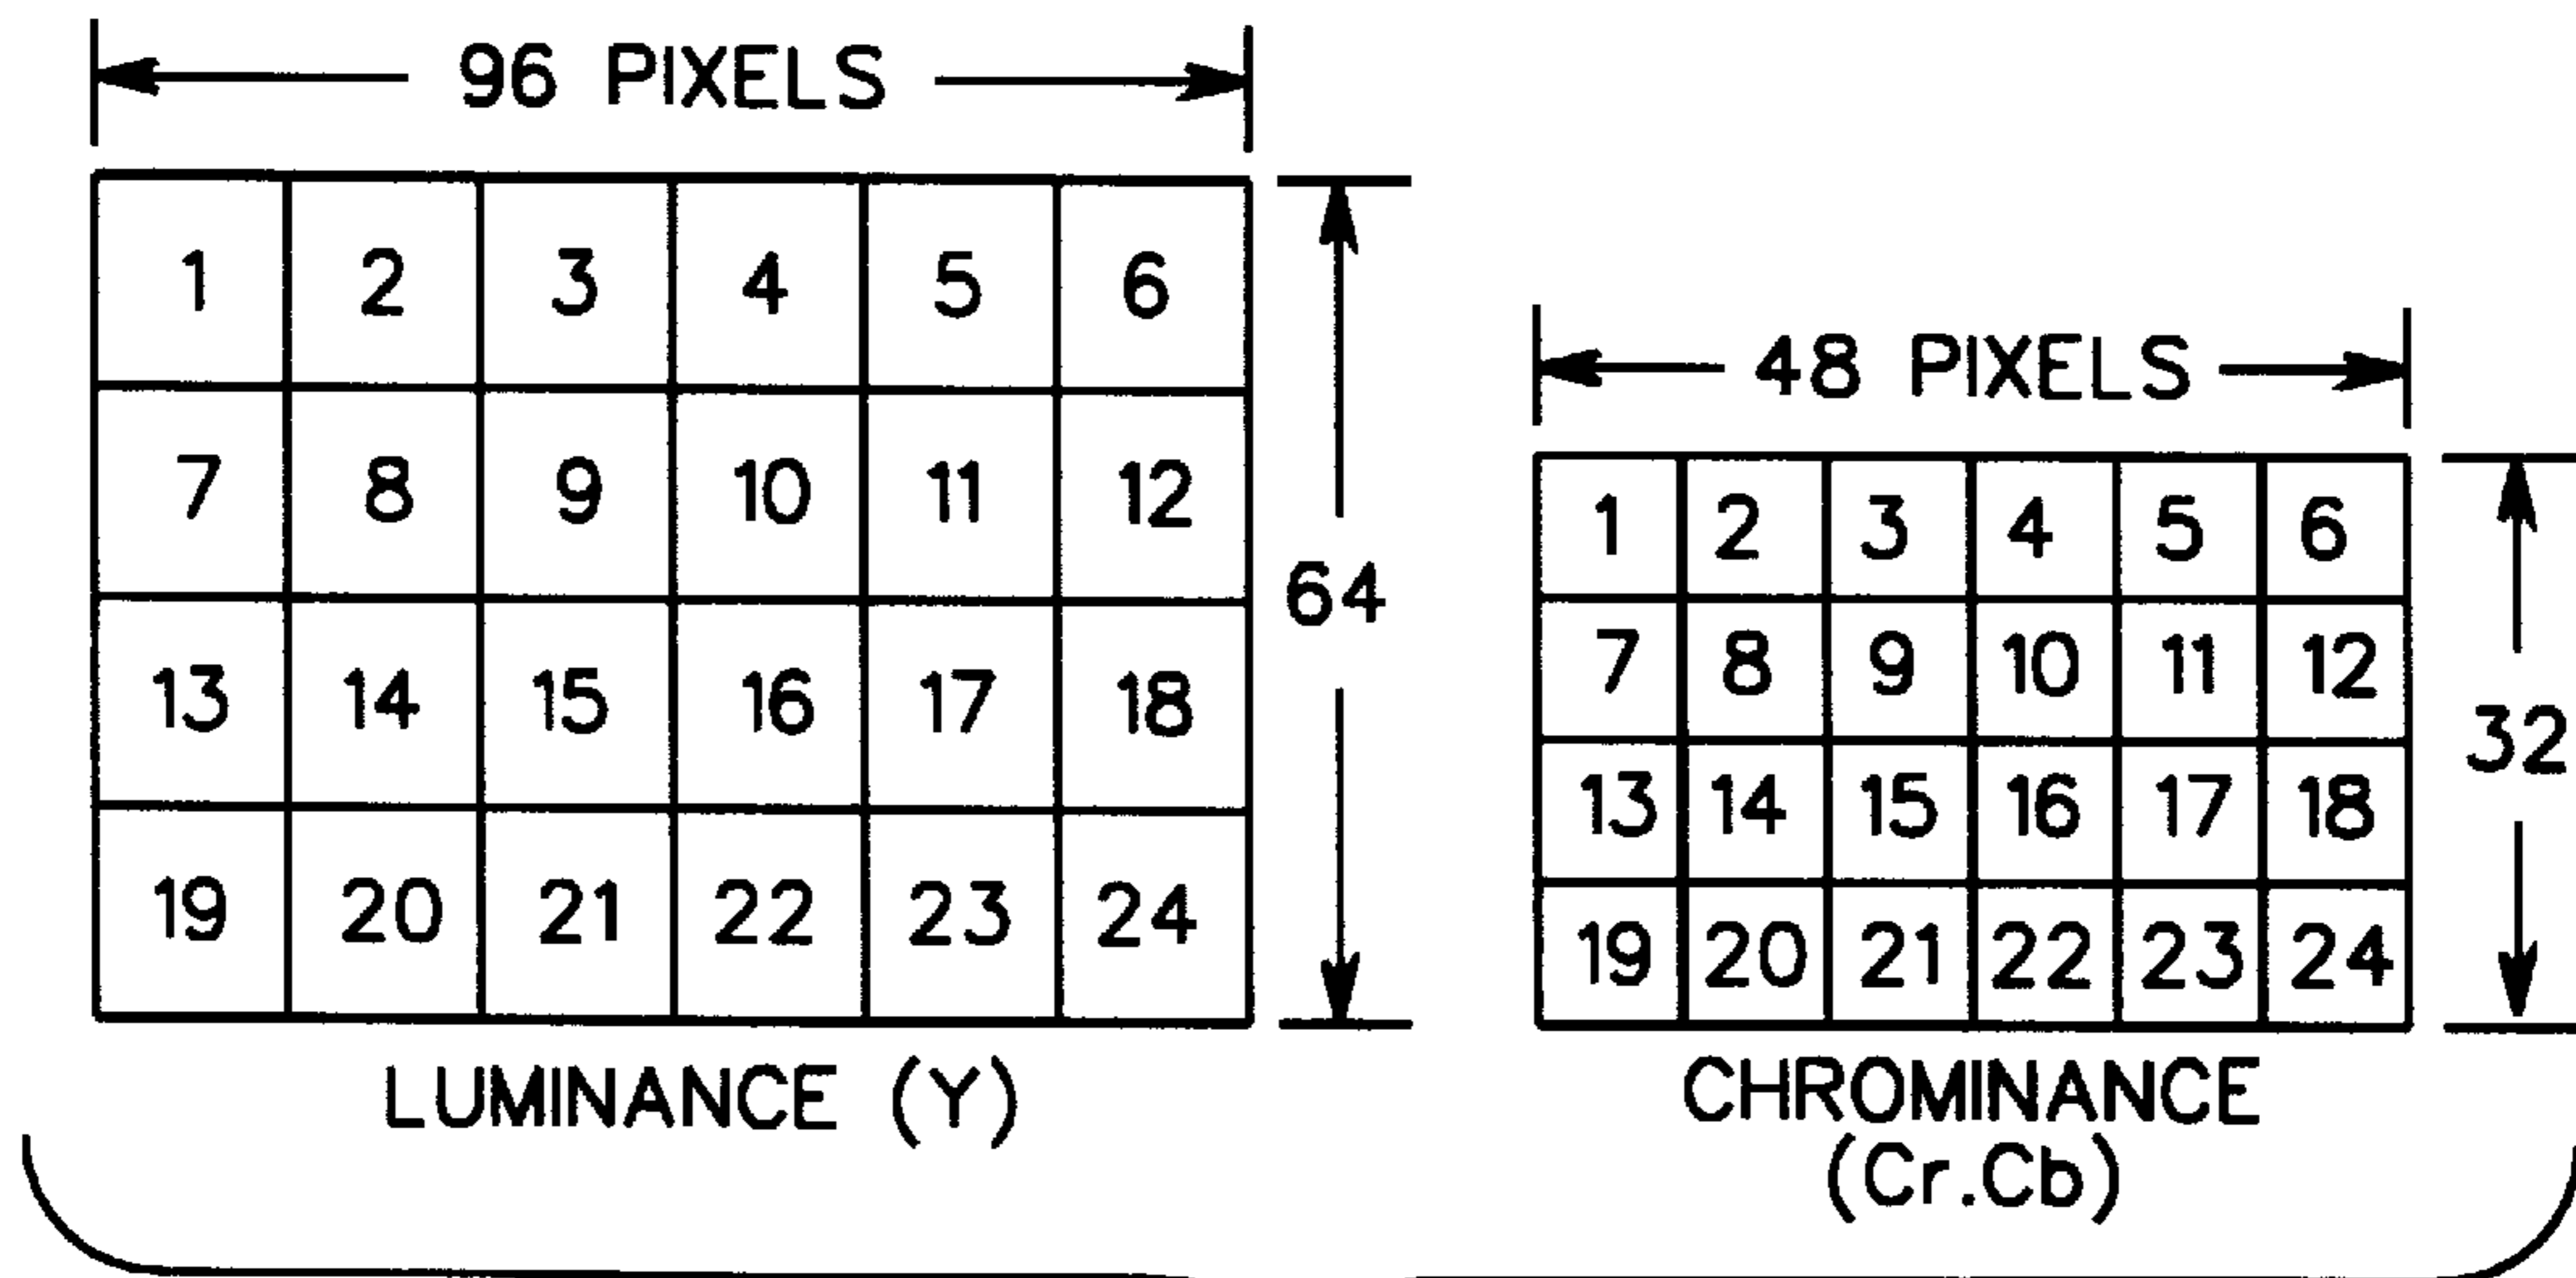 96 PIXELS
1 2 3 4 5 6
7 8 9 10 11 12
13 14 15 16 17 18
19 20 21 22 23 24
64
LUMINANCE (Y)
48 PIXELS
1 2 3 4 5 6
7 8 9 10 11 12
13 14 15 16 17 18
19 20 21 22 23 24
32
CHROMINANCE
(Cr.Cb)